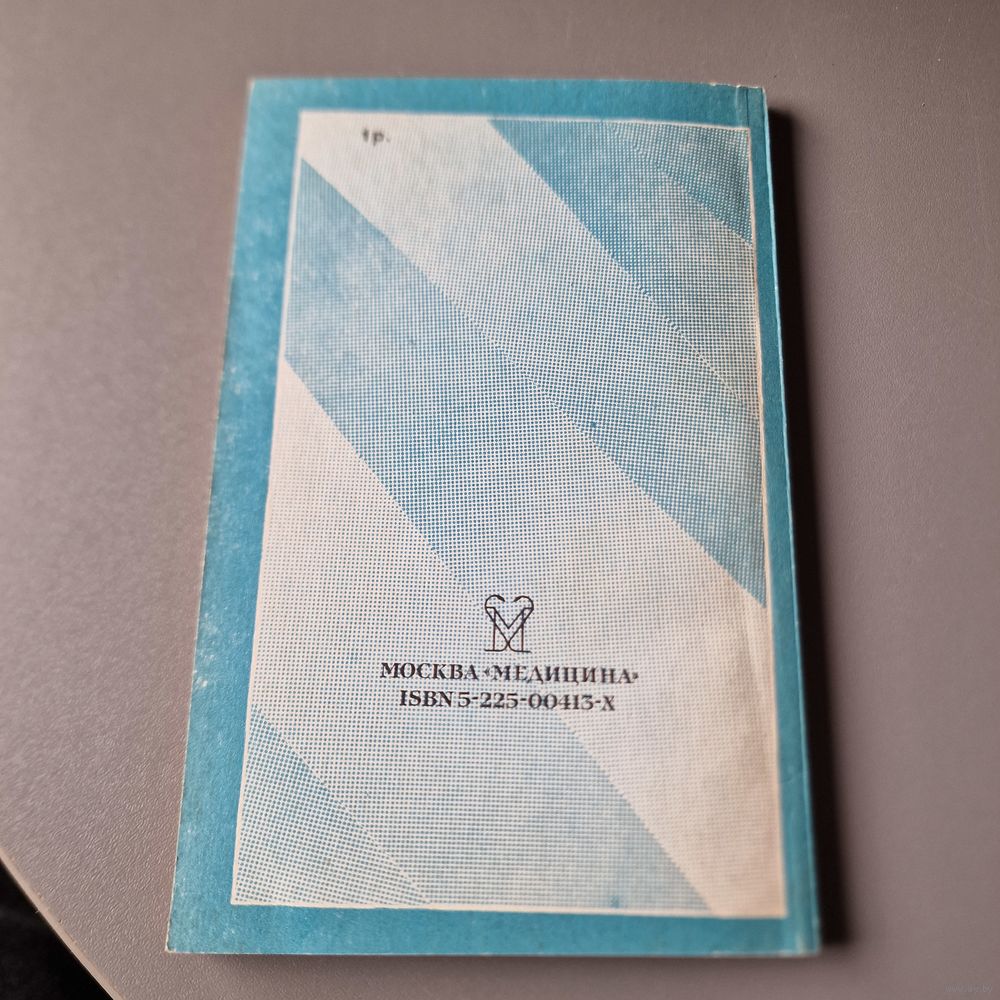 1р.
МОСКВА «МЕДИЦИНА»
ISBN 5-225-00413-X